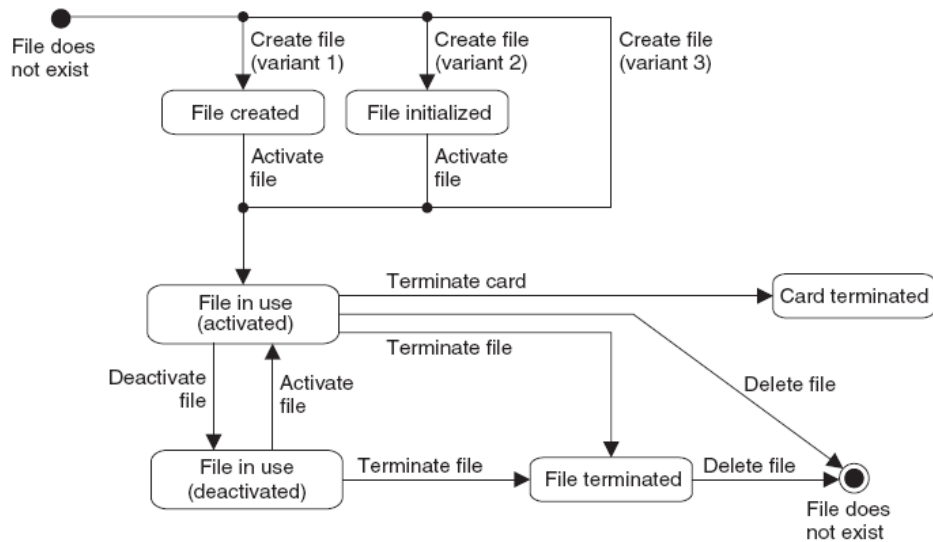 File does
not exist
Create file
(variant 1)
Create file
(variant 2)
Create file
(variant 3)
File created
File initialized
Activate
file
Activate
file
Terminate card
File in use
(activated)
Card terminated
Terminate file
Deactivate
file
Activate
file
Delete file
File in use
(deactivated)
Terminate file
File terminated
Delete file
File does
not exist